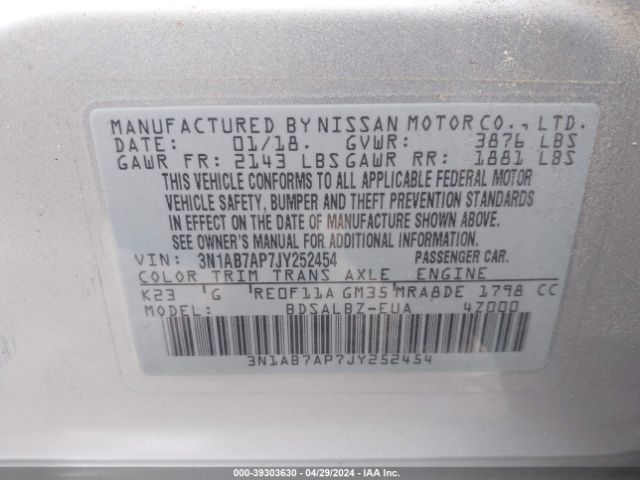 MANUFACTURED BY NISSAN MOTOR CO., LTD.
DATE: 01/18. GVWR: 3876 LBS
GAWR FR: 2143 LBS GAWR RR: 1881 LBS
THIS VEHICLE CONFORMS TO ALL APPLICABLE FEDERAL MOTOR
VEHICLE SAFETY, BUMPER AND THEFT PREVENTION STANDARDS
IN EFFECT ON THE DATE OF MANUFACTURE SHOWN ABOVE.
SEE OWNER'S MANUAL FOR ADDITIONAL INFORMATION.
VIN: 3N1AB7AP7JY252454 PASSENGER CAR.
COLOR TRIM TRANS AXLE ENGINE
K23 G RE0F11A GM35 MRA8DE 1798 CC
MODEL: BDSALBZ-EUA 4Z000
3N1AB7AP7JY252454
000-39303630 - 04/29/2024 - IAA Inc.